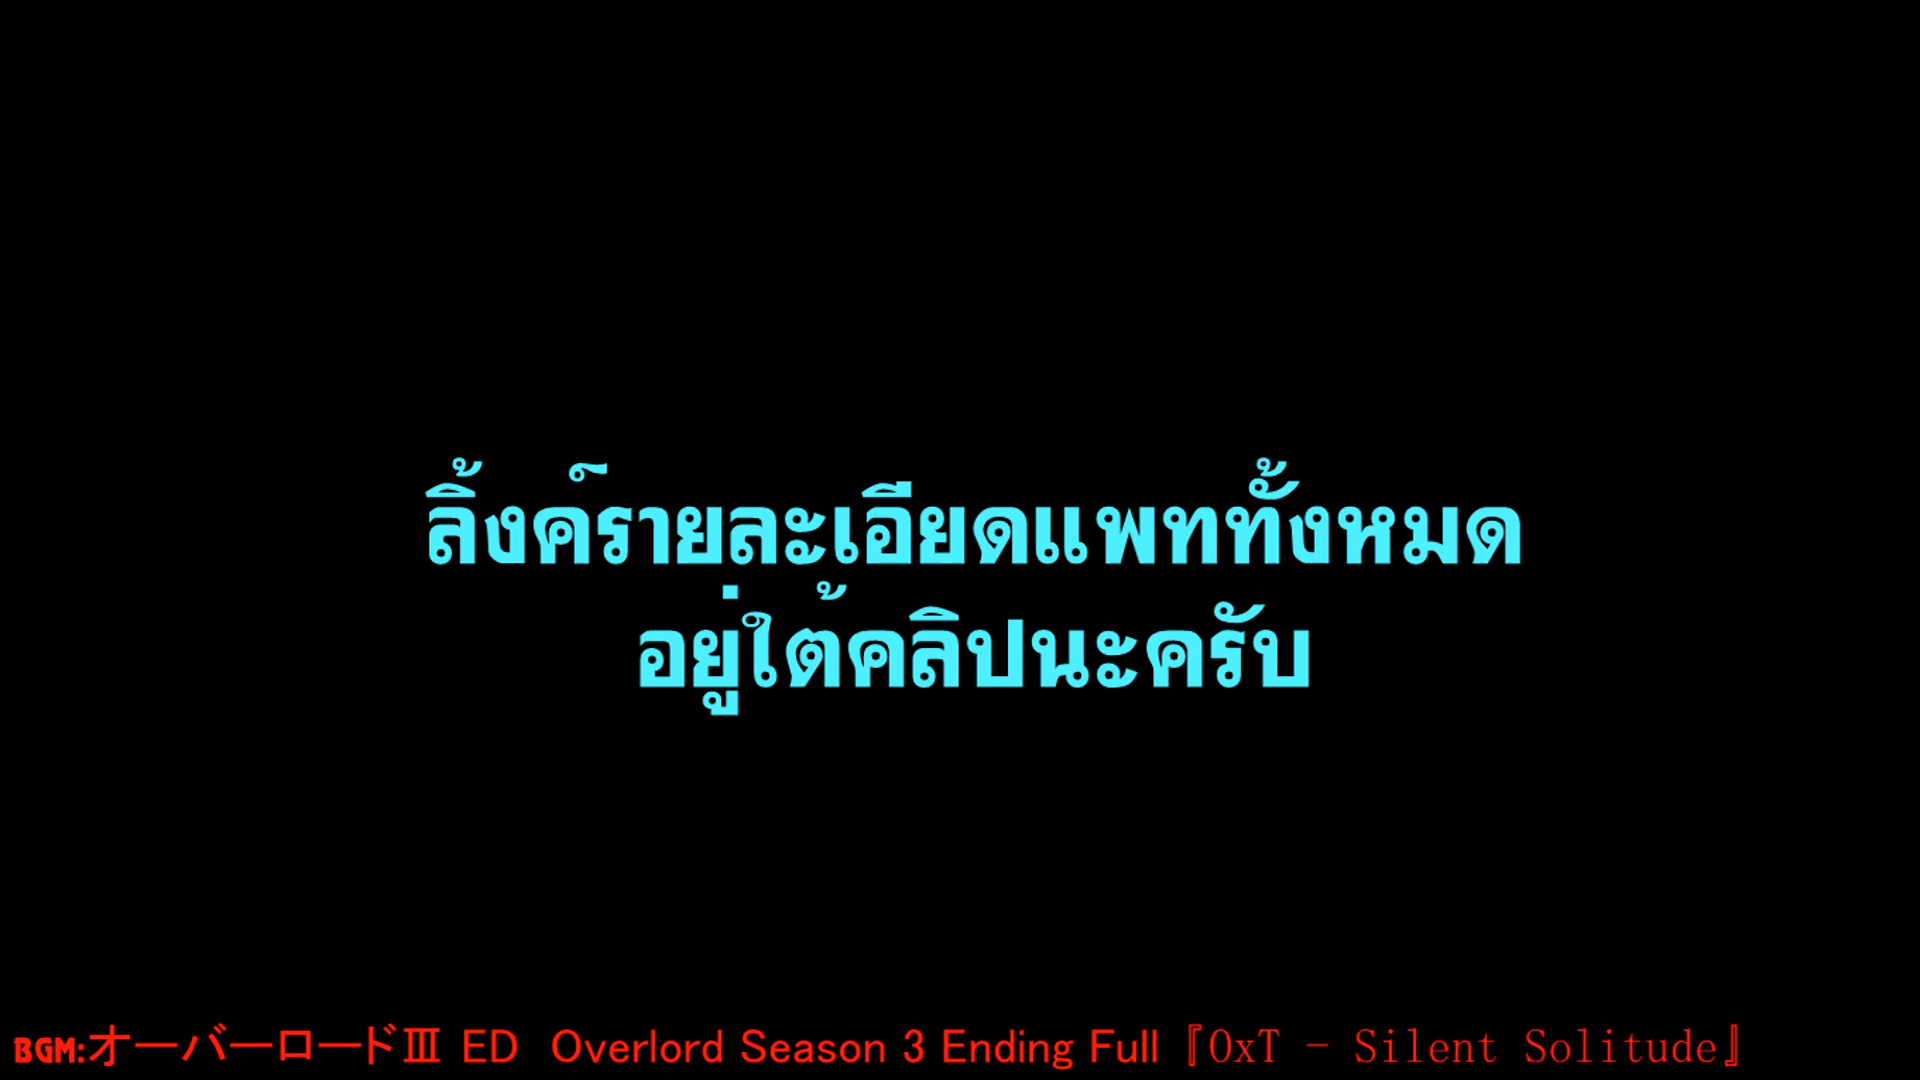 ลิ้งค์รายละเอียดแพททั้งหมด
อยู่ใต้คลิปนะครับ
BGM:オーバーロードⅢ ED Overlord Season 3 Ending Full『OxT - Silent Solitude』